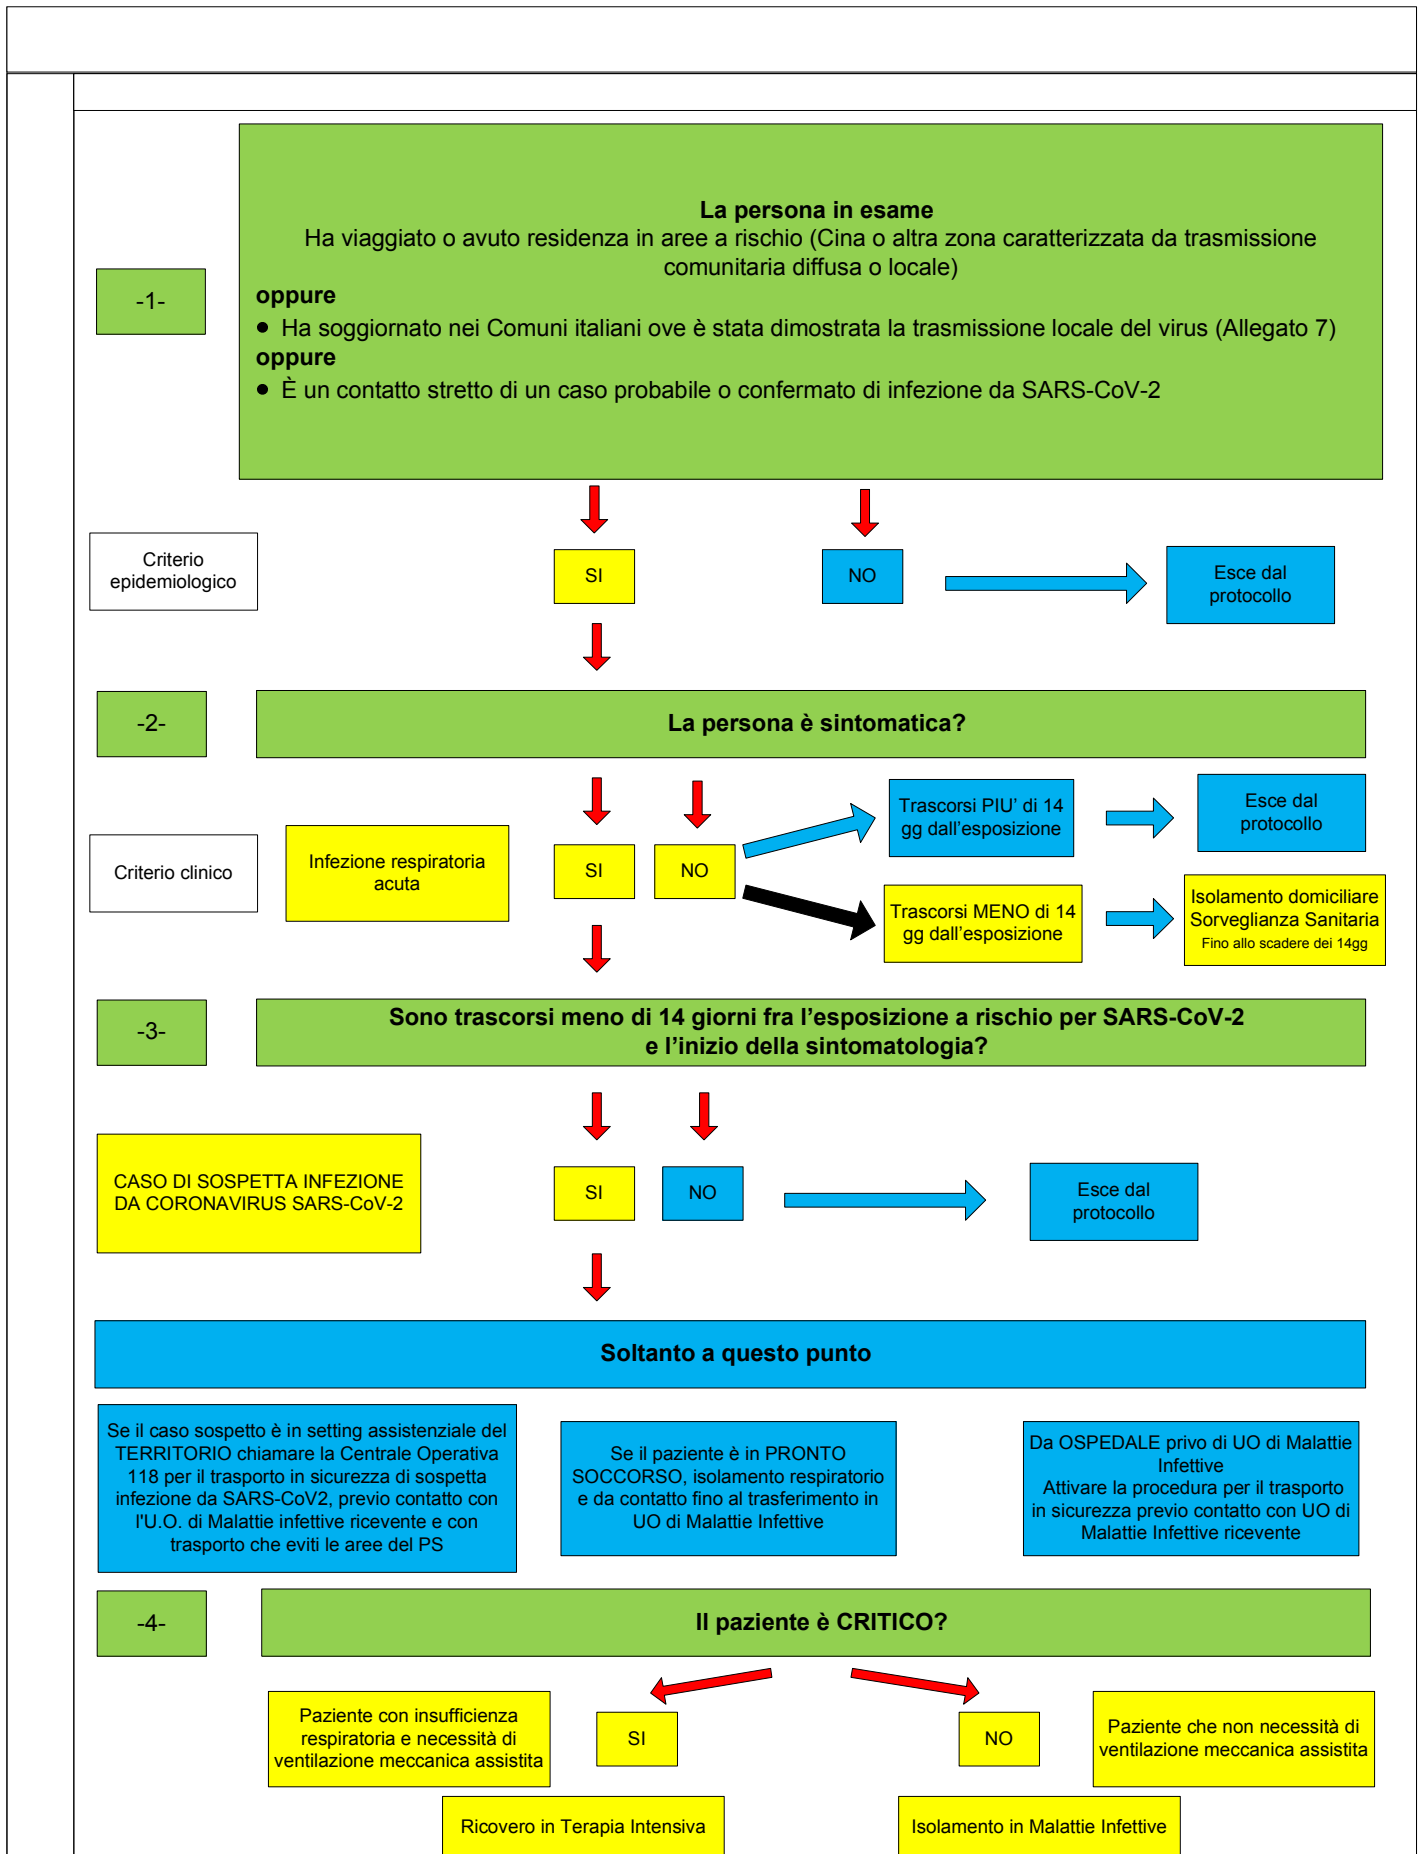 -1-
La persona in esame
Ha viaggiato o avuto residenza in aree a rischio (Cina o altra zona caratterizzata da trasmissione
comunitaria diffusa o locale)
oppure
● Ha soggiornato nei Comuni italiani ove è stata dimostrata la trasmissione locale del virus (Allegato 7)
oppure
● È un contatto stretto di un caso probabile o confermato di infezione da SARS-CoV-2
Criterio
epidemiologico
SI
NO
Esce dal
protocollo
-2-
La persona è sintomatica?
Criterio clinico
Infezione respiratoria
acuta
SI
NO
Trascorsi PIU' di 14
gg dall'esposizione
Esce dal
protocollo
Trascorsi MENO di 14
gg dall'esposizione
Isolamento domiciliare
Sorveglianza Sanitaria
Fino allo scadere dei 14gg
-3-
Sono trascorsi meno di 14 giorni fra l'esposizione a rischio per SARS-CoV-2
e l'inizio della sintomatologia?
CASO DI SOSPETTA INFEZIONE
DA CORONAVIRUS SARS-CoV-2
SI
NO
Esce dal
protocollo
Soltanto a questo punto
Se il caso sospetto è in setting assistenziale del
TERRITORIO chiamare la Centrale Operativa
118 per il trasporto in sicurezza di sospetta
infezione da SARS-CoV2, previo contatto con
l'U.O. di Malattie infettive ricevente e con
trasporto che eviti le aree del PS
Se il paziente è in PRONTO
SOCCORSO, isolamento respiratorio
e da contatto fino al trasferimento in
UO di Malattie Infettive
Da OSPEDALE privo di UO di Malattie
Infettive
Attivare la procedura per il trasporto
in sicurezza previo contatto con UO di
Malattie Infettive ricevente
-4-
Il paziente è CRITICO?
Paziente con insufficienza
respiratoria e necessità di
ventilazione meccanica assistita
SI
NO
Paziente che non necessità di
ventilazione meccanica assistita
Ricovero in Terapia Intensiva
Isolamento in Malattie Infettive